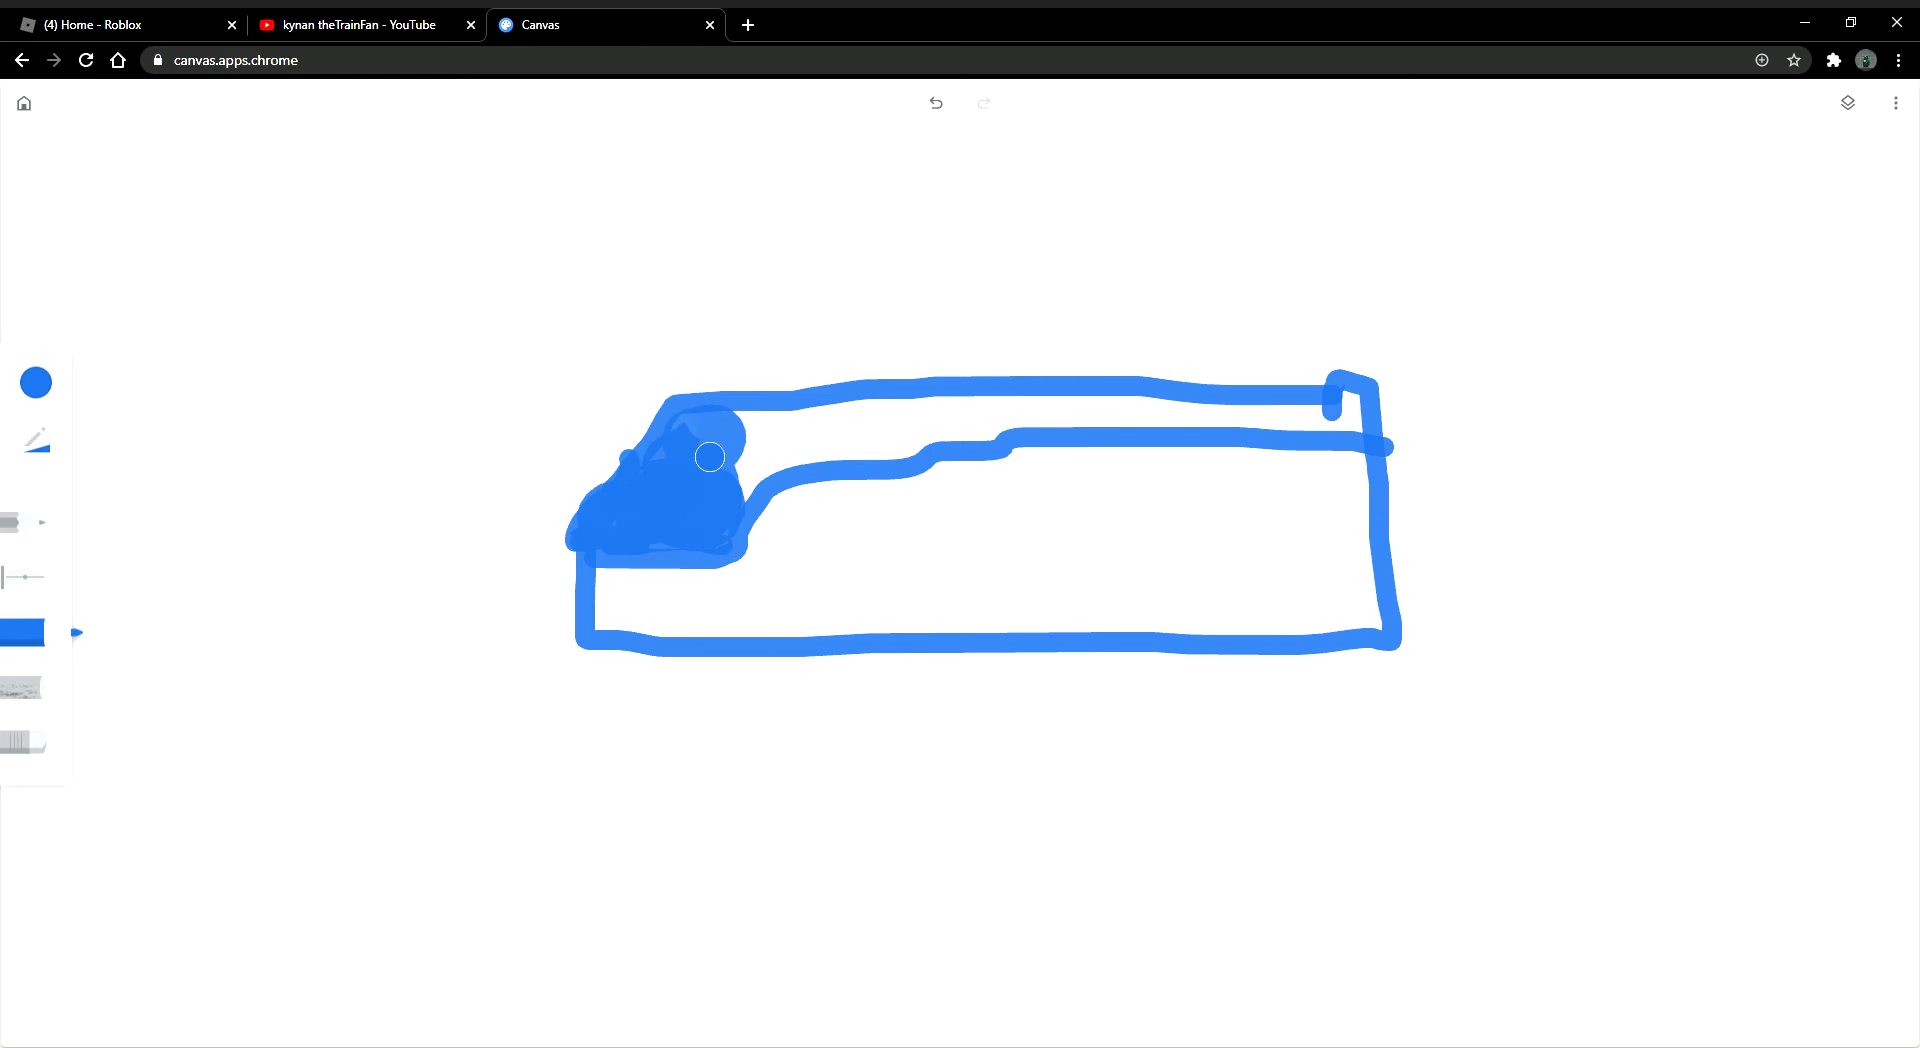 (4) Home - Roblox
kynan theTrainFan - YouTube
Canvas
canvas.apps.chrome